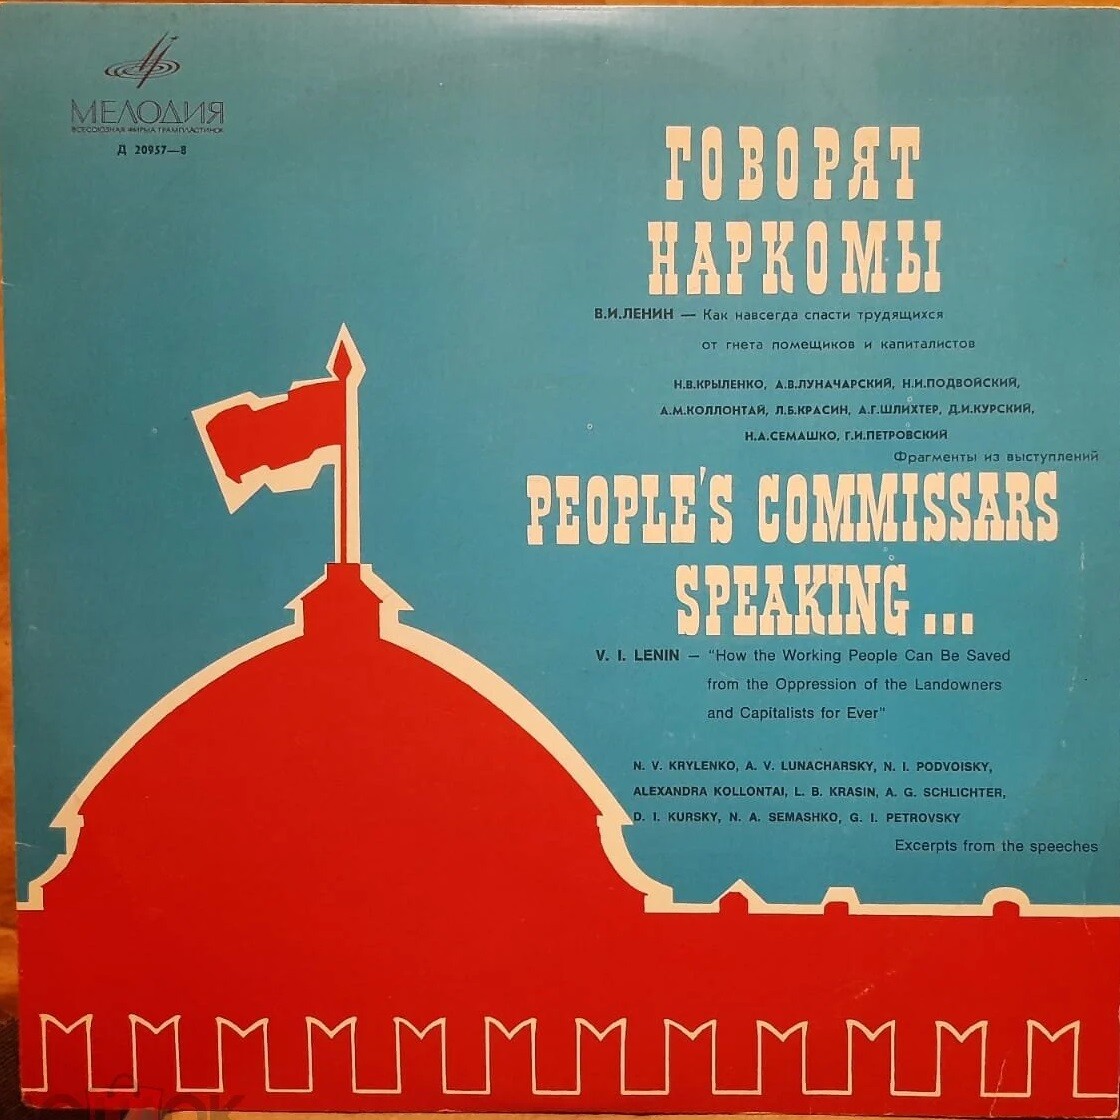 МЕЛОДИЯ
ВСЕСОЮЗНАЯ ФИРМА ГРАМПЛАСТИНОК
Д 20957—8
ГОВОРЯТ
НАРКОМЫ
В.И.ЛЕНИН — Как навсегда спасти трудящихся
от гнета помещиков и капиталистов
Н.В.КРЫЛЕНКО, А.В.ЛУНАЧАРСКИЙ, Н.И.ПОДВОЙСКИЙ,
А.М.КОЛЛОНТАЙ, Л.Б.КРАСИН, А.Г.ШЛИХТЕР, Д.И.КУРСКИЙ,
Н.А.СЕМАШКО, Г.И.ПЕТРОВСКИЙ
Фрагменты из выступлений
PEOPLE'S COMMISSARS
SPEAKING...
V. I. LENIN — "How the Working People Can Be Saved
from the Oppression of the Landowners
and Capitalists for Ever"
N. V. KRYLENKO, A. V. LUNACHARSKY, N. I. PODVOISKY,
ALEXANDRA KOLLONTAI, L. B. KRASIN, A. G. SCHLICHTER,
D. I. KURSKY, N. A. SEMASHKO, G. I. PETROVSKY
Excerpts from the speeches